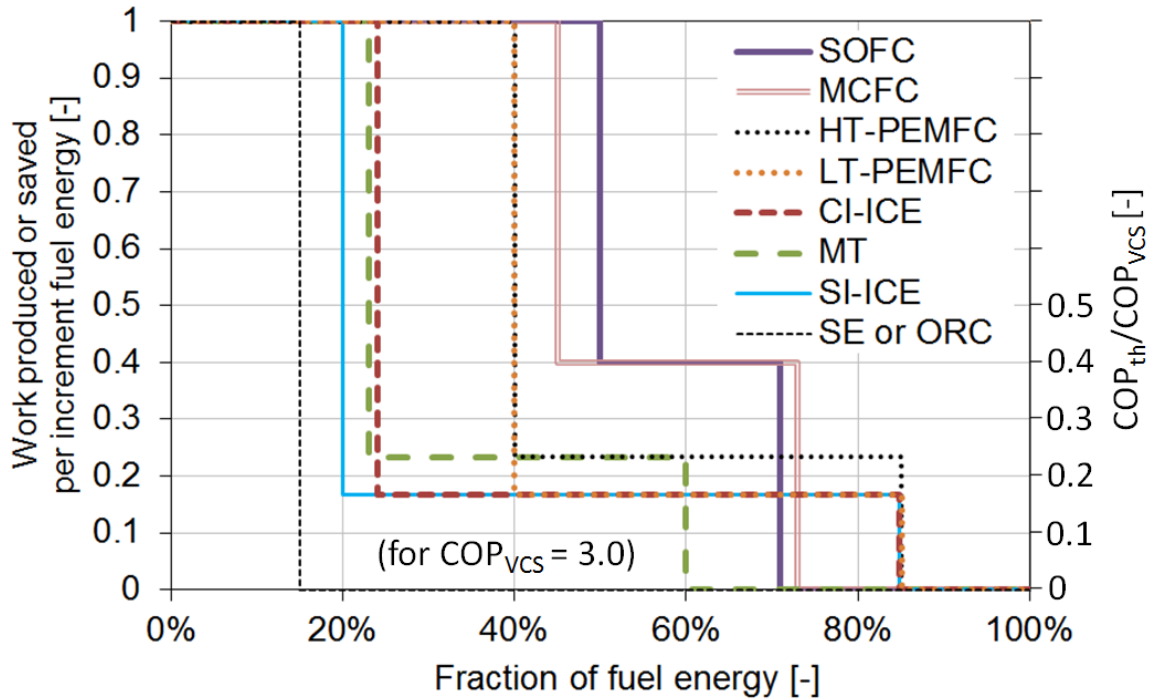 Work produced or saved
per increment fuel energy [-]
1
0.9
0.8
0.7
0.6
0.5
0.4
0.3
0.2
0.1
0
SOFC
MCFC
HT-PEMFC
LT-PEMFC
CI-ICE
MT
SI-ICE
SE or ORC
(for COPVCS = 3.0)
0.5
0.4
0.3
0.2
0.1
0
COPth/COPVCS [-]
0% 20% 40% 60% 80% 100%
Fraction of fuel energy [-]